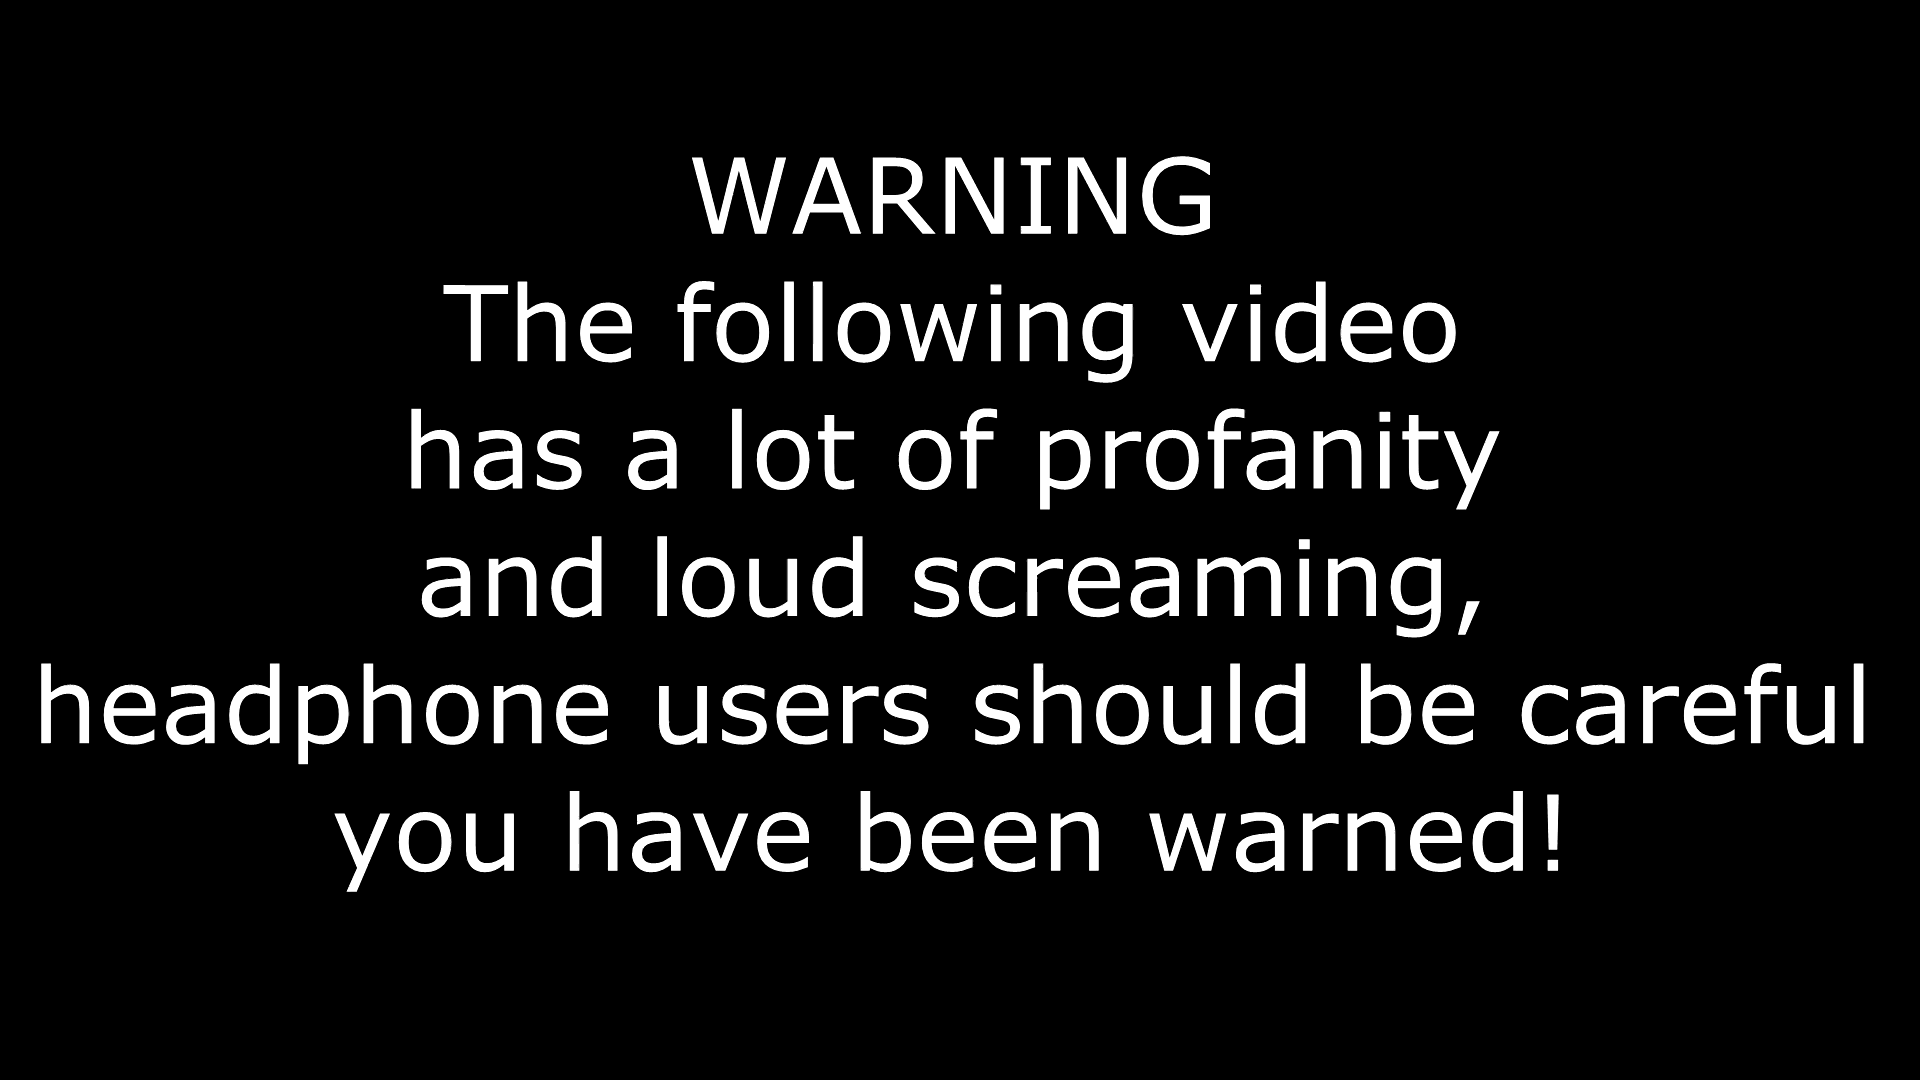 WARNING
The following video
has a lot of profanity
and loud screaming,
headphone users should be careful
you have been warned!